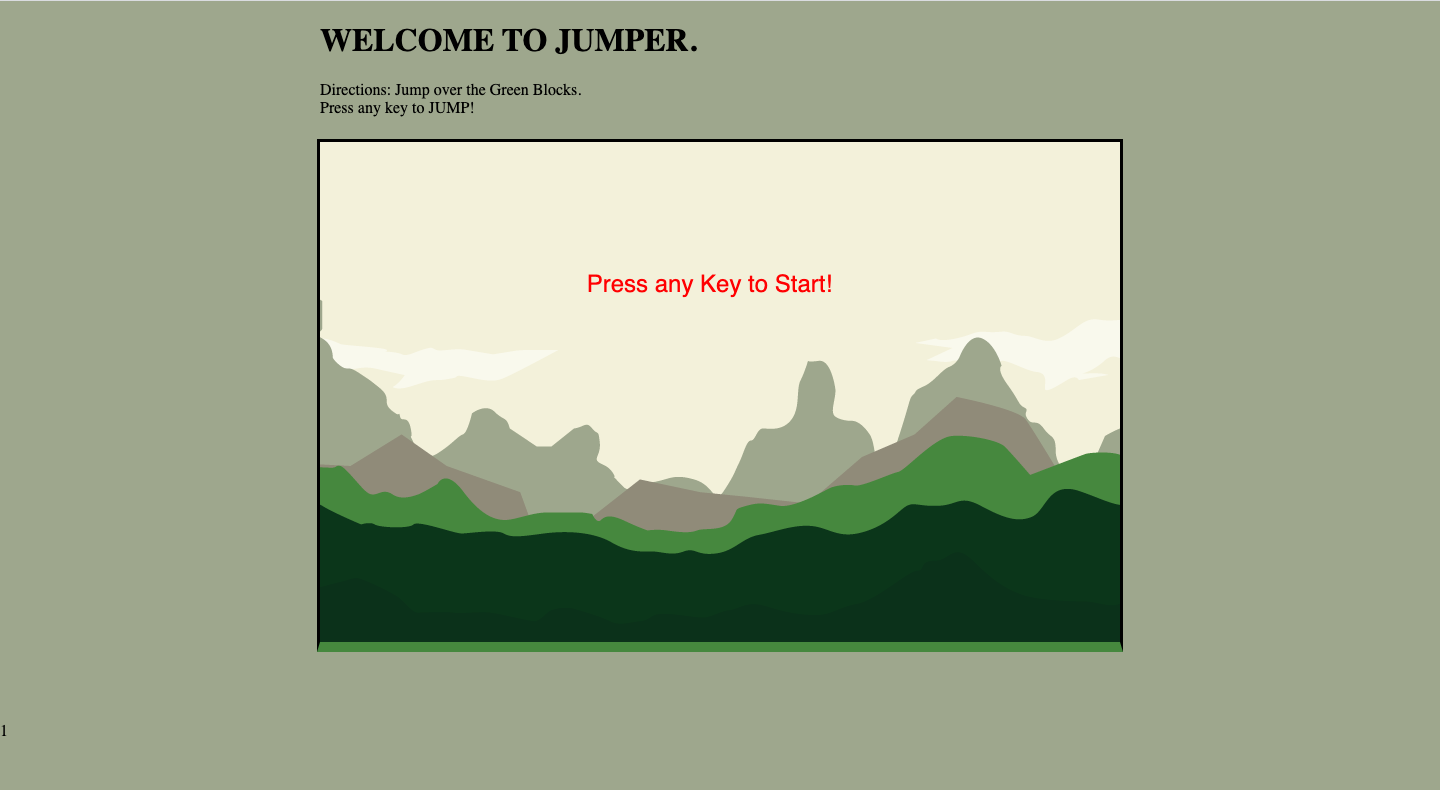 WELCOME TO JUMPER.
Directions: Jump over the Green Blocks.
Press any key to JUMP!
Press any Key to Start!
1